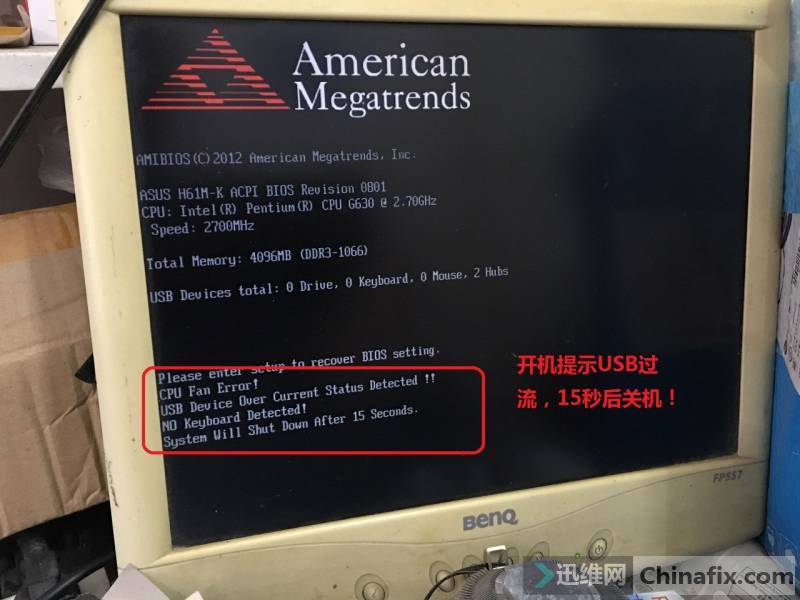 American
Megatrends
AMIBIOS(C)2012 American Megatrends, Inc.
ASUS H61M-K ACPI BIOS Revision 0801
CPU: Intel(R) Pentium(R) CPU G630 @ 2.70GHz
Speed: 2700MHz
Total Memory: 4096MB (DDR3-1066)
USB Devices total: 0 Drive, 0 Keyboard, 0 Mouse, 2 Hubs
Please enter setup to recover BIOS setting.
CPU Fan Error!
USB Device Over Current Status Detected !!
NO Keyboard Detected!
System Will Shut Down After 15 Seconds.
开机提示USB过
流，15秒后关机！
FP557
BenQ
迅维网 Chinafix.com